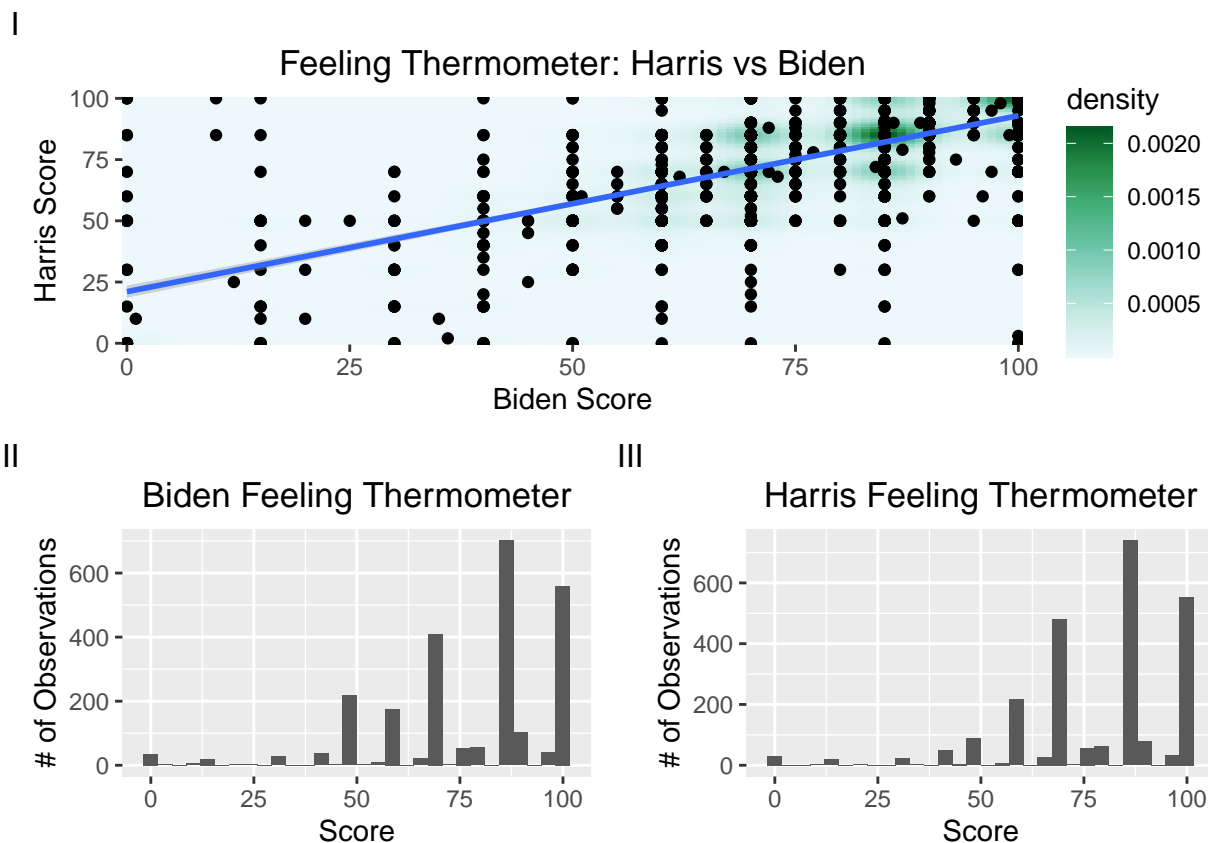 I
Feeling Thermometer: Harris vs Biden
Harris Score
100
75
50
25
0
0 25 50 75 100
Biden Score
density
0.0020
0.0015
0.0010
0.0005
II
Biden Feeling Thermometer
# of Observations
600
400
200
0
0 25 50 75 100
Score
III
Harris Feeling Thermometer
# of Observations
600
400
200
0
0 25 50 75 100
Score